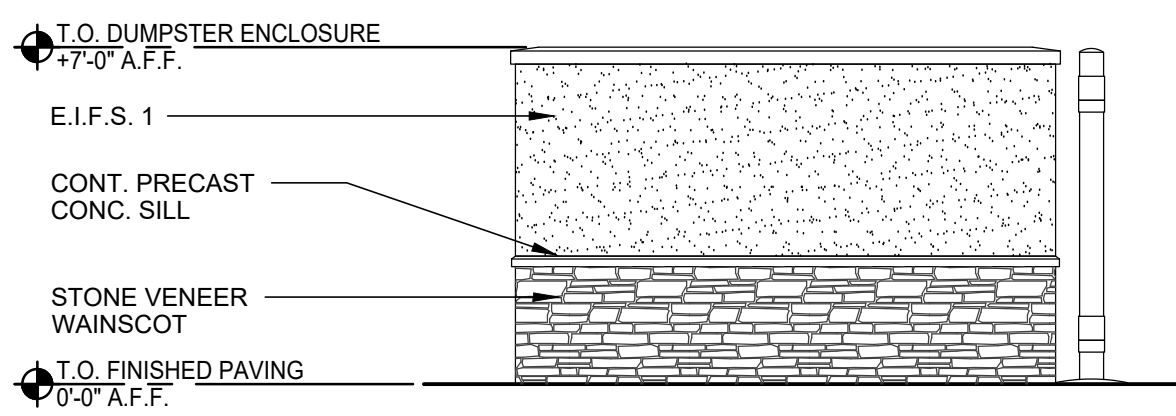 T.O. DUMPSTER ENCLOSURE
+7'-0" A.F.F.
E.I.F.S. 1
CONT. PRECAST
CONC. SILL
STONE VENEER
WAINSCOT
T.O. FINISHED PAVING
0'-0" A.F.F.